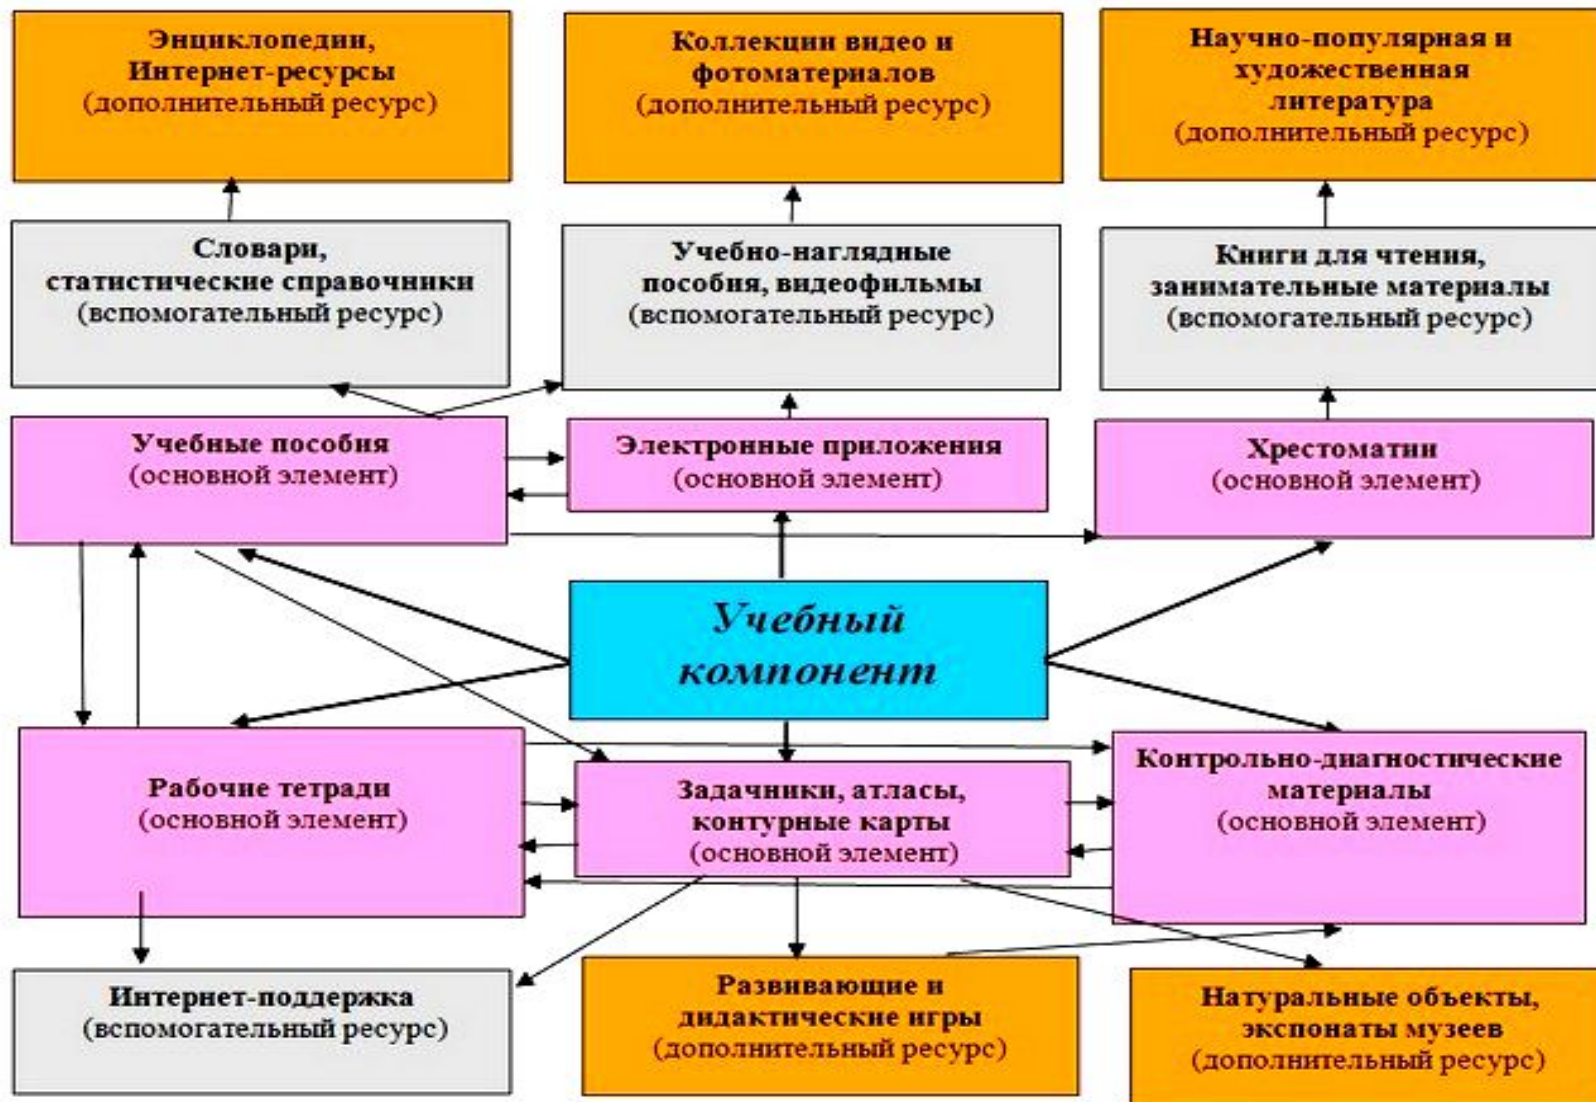 Энциклопедии,
Интернет-ресурсы
(дополнительный ресурс)
Коллекции видео и
фотоматериалов
(дополнительный ресурс)
Научно-популярная и
художественная
литература
(дополнительный ресурс)
Словари,
статистические справочники
(вспомогательный ресурс)
Учебно-наглядные
пособия, видеофильмы
(вспомогательный ресурс)
Книги для чтения,
занимательные материалы
(вспомогательный ресурс)
Учебные пособия
(основной элемент)
Электронные приложения
(основной элемент)
Хрестоматии
(основной элемент)
Учебный
компонент
Рабочие тетради
(основной элемент)
Задачники, атласы,
контурные карты
(основной элемент)
Контрольно-диагностические
материалы
(основной элемент)
Интернет-поддержка
(вспомогательный ресурс)
Развивающие и
дидактические игры
(дополнительный ресурс)
Натуральные объекты,
экспонаты музеев
(дополнительный ресурс)